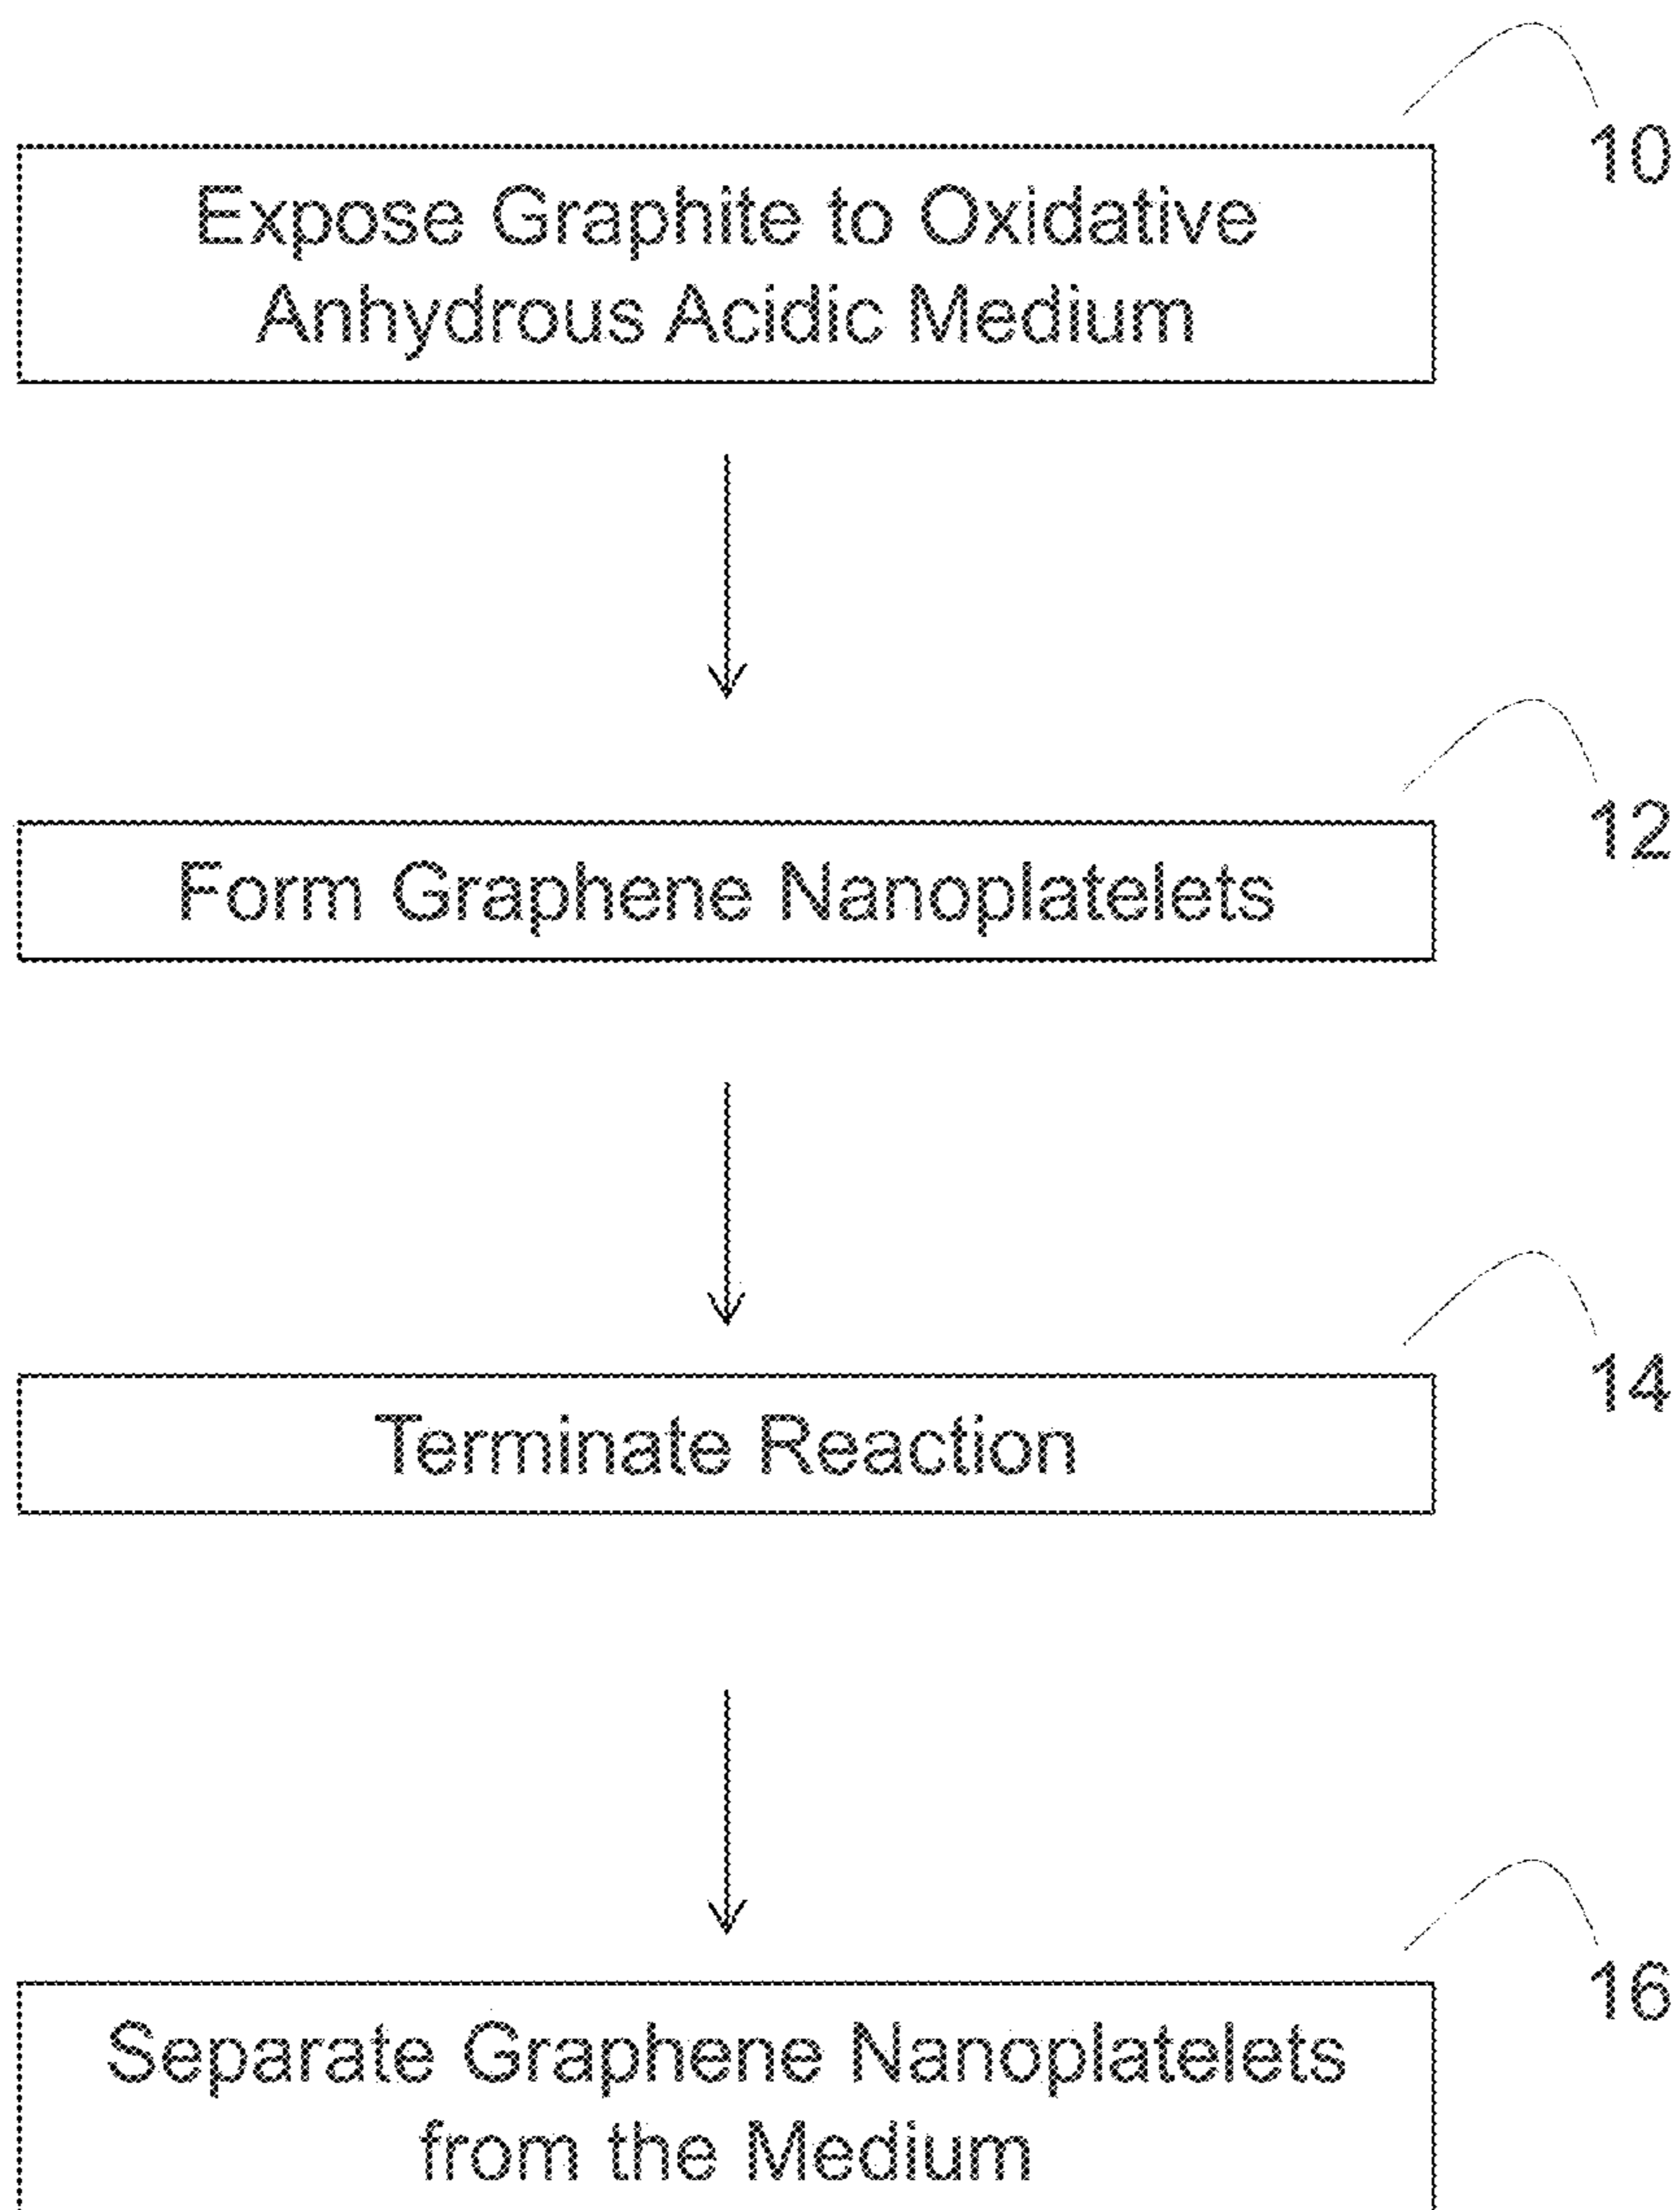 10
Expose Graphite to Oxidative
Anhydrous Acidic Medium
12
Form Graphene Nanoplatelets
14
Terminate Reaction
16
Separate Graphene Nanoplatelets
from the Medium